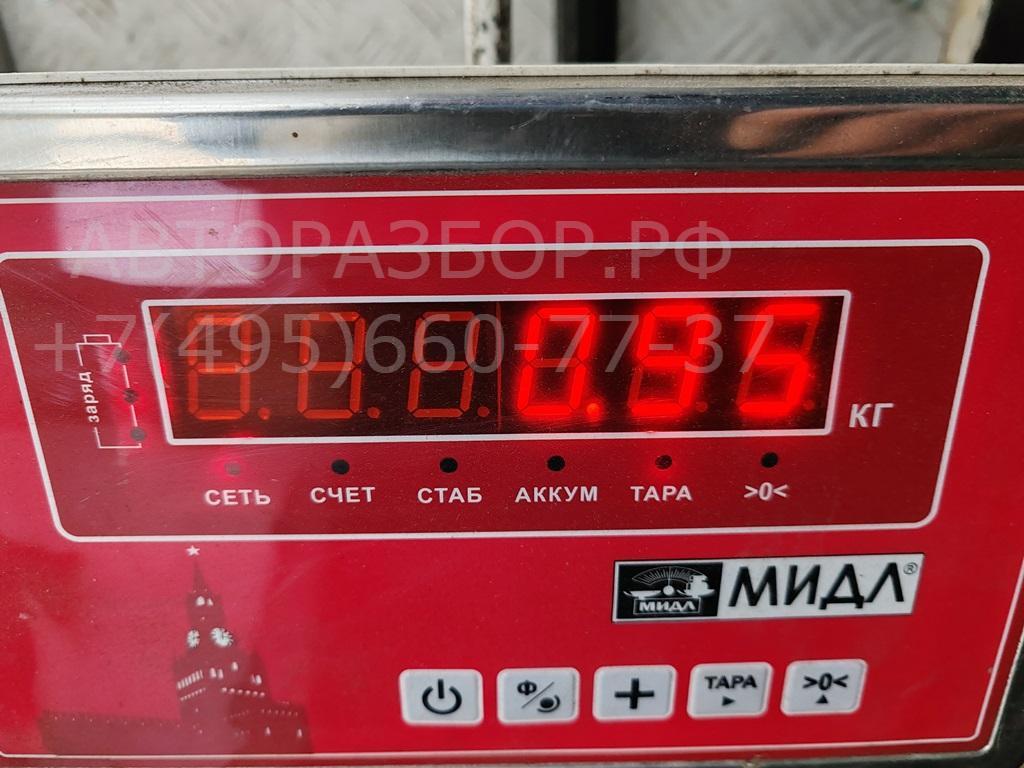 АВТОРАЗБОР.РФ
+7(495)660-77-37
заряд
0.95
КГ
СЕТЬ СЧЕТ СТАБ АККУМ ТАРА >0<
МИДЛ МИДЛ®
Ф ТАРА >0<